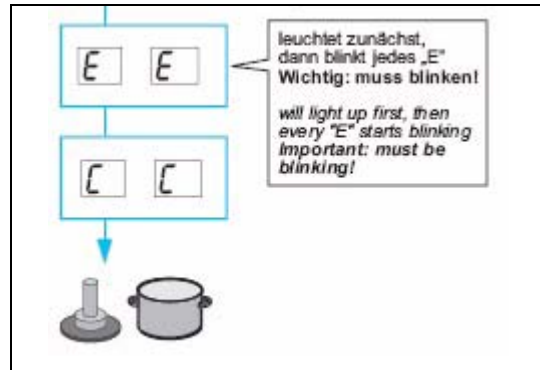 E E
leuchtet zunächst,
dann blinkt jedes „E"
Wichtig: muss blinken!
will light up first, then
every "E" starts blinking
Important: must be
blinking!
C C